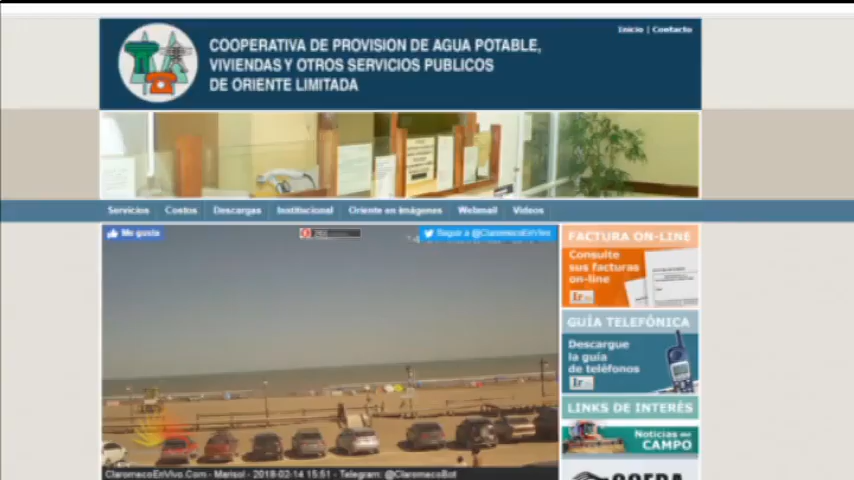 Inicio | Contacto
COOPERATIVA DE PROVISION DE AGUA POTABLE,
VIVIENDAS Y OTROS SERVICIOS PUBLICOS
DE ORIENTE LIMITADA
Servicios Costos Descargas Institucional Oriente en imágenes Webmail Videos
Me gusta
Seguir a @ClaromecoEnVivo
FACTURA ON-LINE
Consulte
sus facturas
on-line
Ir
GUÍA TELEFÓNICA
Descargue
la guía
de teléfonos
Ir
LINKS DE INTERÉS
Noticias del
CAMPO
ClaromecoEnVivo.Com - Marisol - 2018-02-14 15:51 - Telegram: @ClaromecoBot